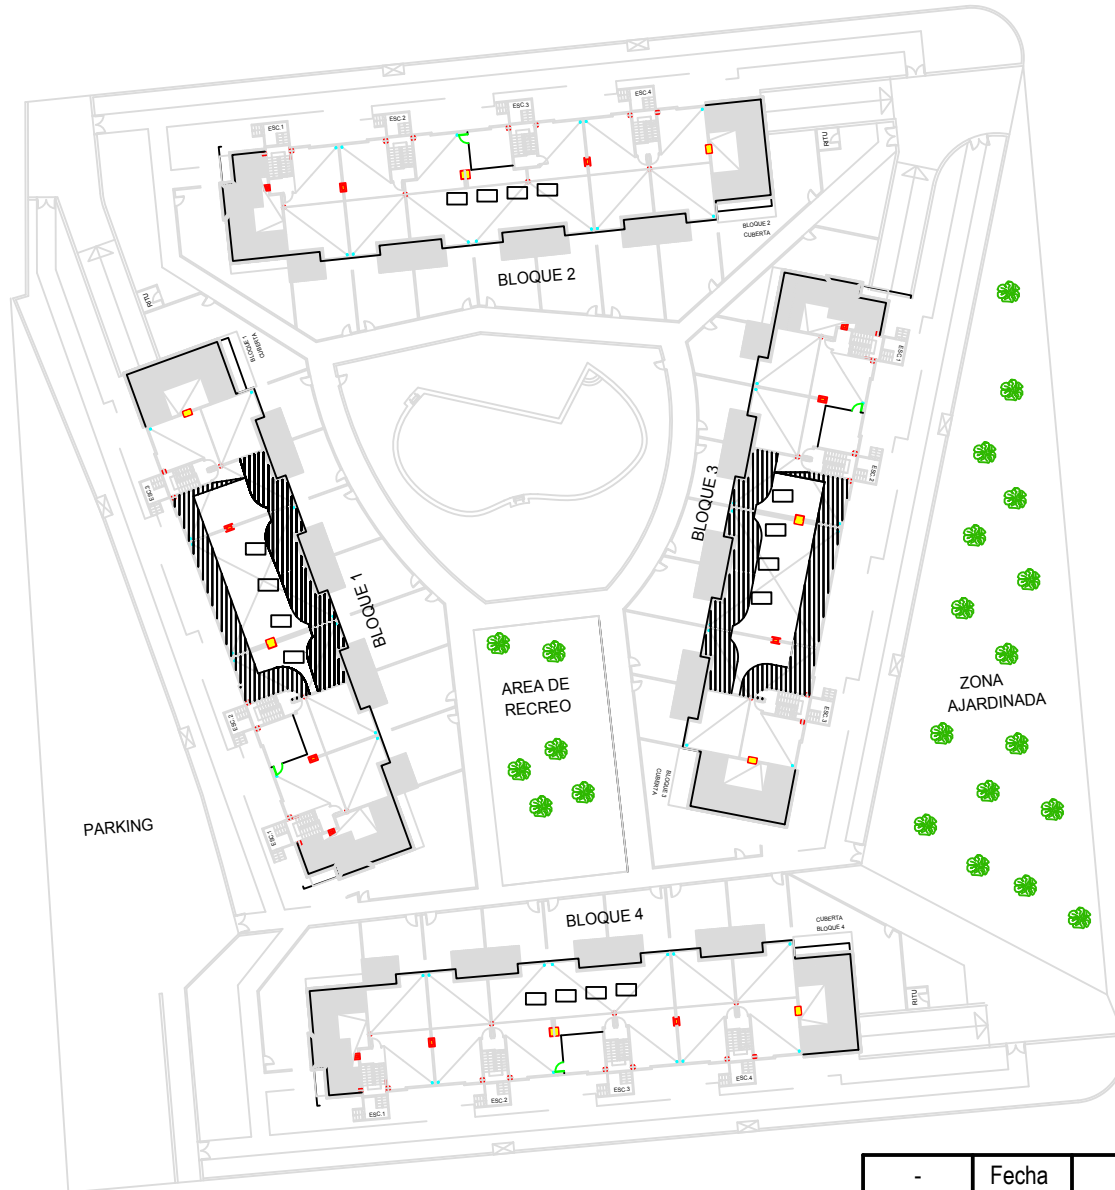 ESC.1
ESC.2
ESC.3
ESC.4
RITU
BLOQUE 2
CUBERTA
BLOQUE 2
RITU
BLOQUE 1
CUBERTA
ESC.1
ESC.2
ESC.3
BLOQUE 3
ESC.3
BLOQUE 1
ESC.2
ESC.1
AREA DE
RECREO
ZONA
AJARDINADA
BLOQUE 3
CUBIERTA
PARKING
BLOQUE 4
CUBERTA
BLOQUE 4
RITU
ESC.1
ESC.2
ESC.3
ESC.4
-
Fecha